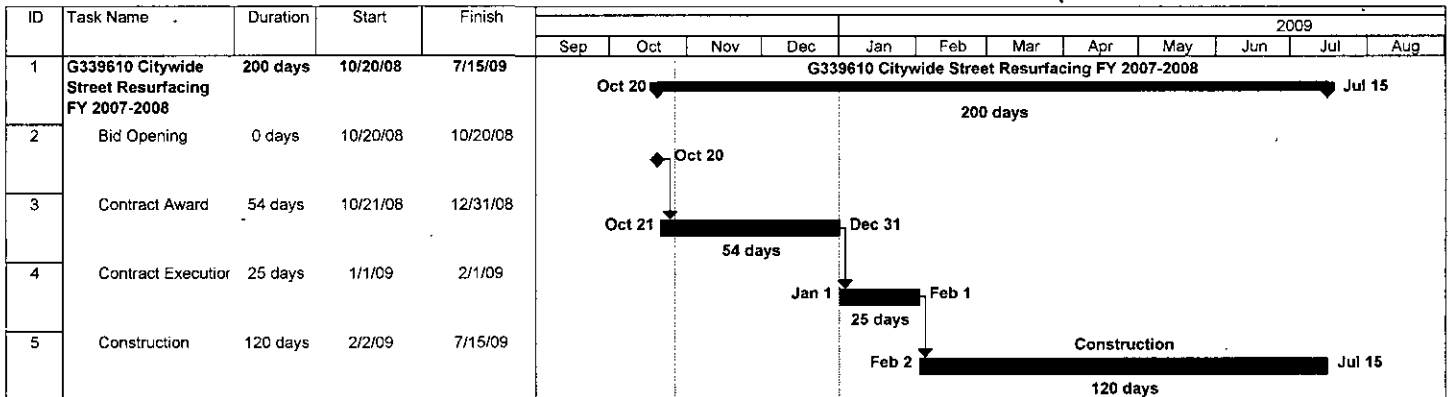 ID Task Name Duration Start Finish
2009
Sep Oct Nov Dec Jan Feb Mar Apr May Jun Jul Aug
1 G339610 Citywide Street Resurfacing FY 2007-2008 200 days 10/20/08 7/15/09
G339610 Citywide Street Resurfacing FY 2007-2008
Oct 20 Jul 15
200 days
2 Bid Opening 0 days 10/20/08 10/20/08
Oct 20
3 Contract Award 54 days 10/21/08 12/31/08
Oct 21 Dec 31
54 days
4 Contract Executior 25 days 1/1/09 2/1/09
Jan 1 Feb 1
25 days
5 Construction 120 days 2/2/09 7/15/09
Construction
Feb 2 Jul 15
120 days